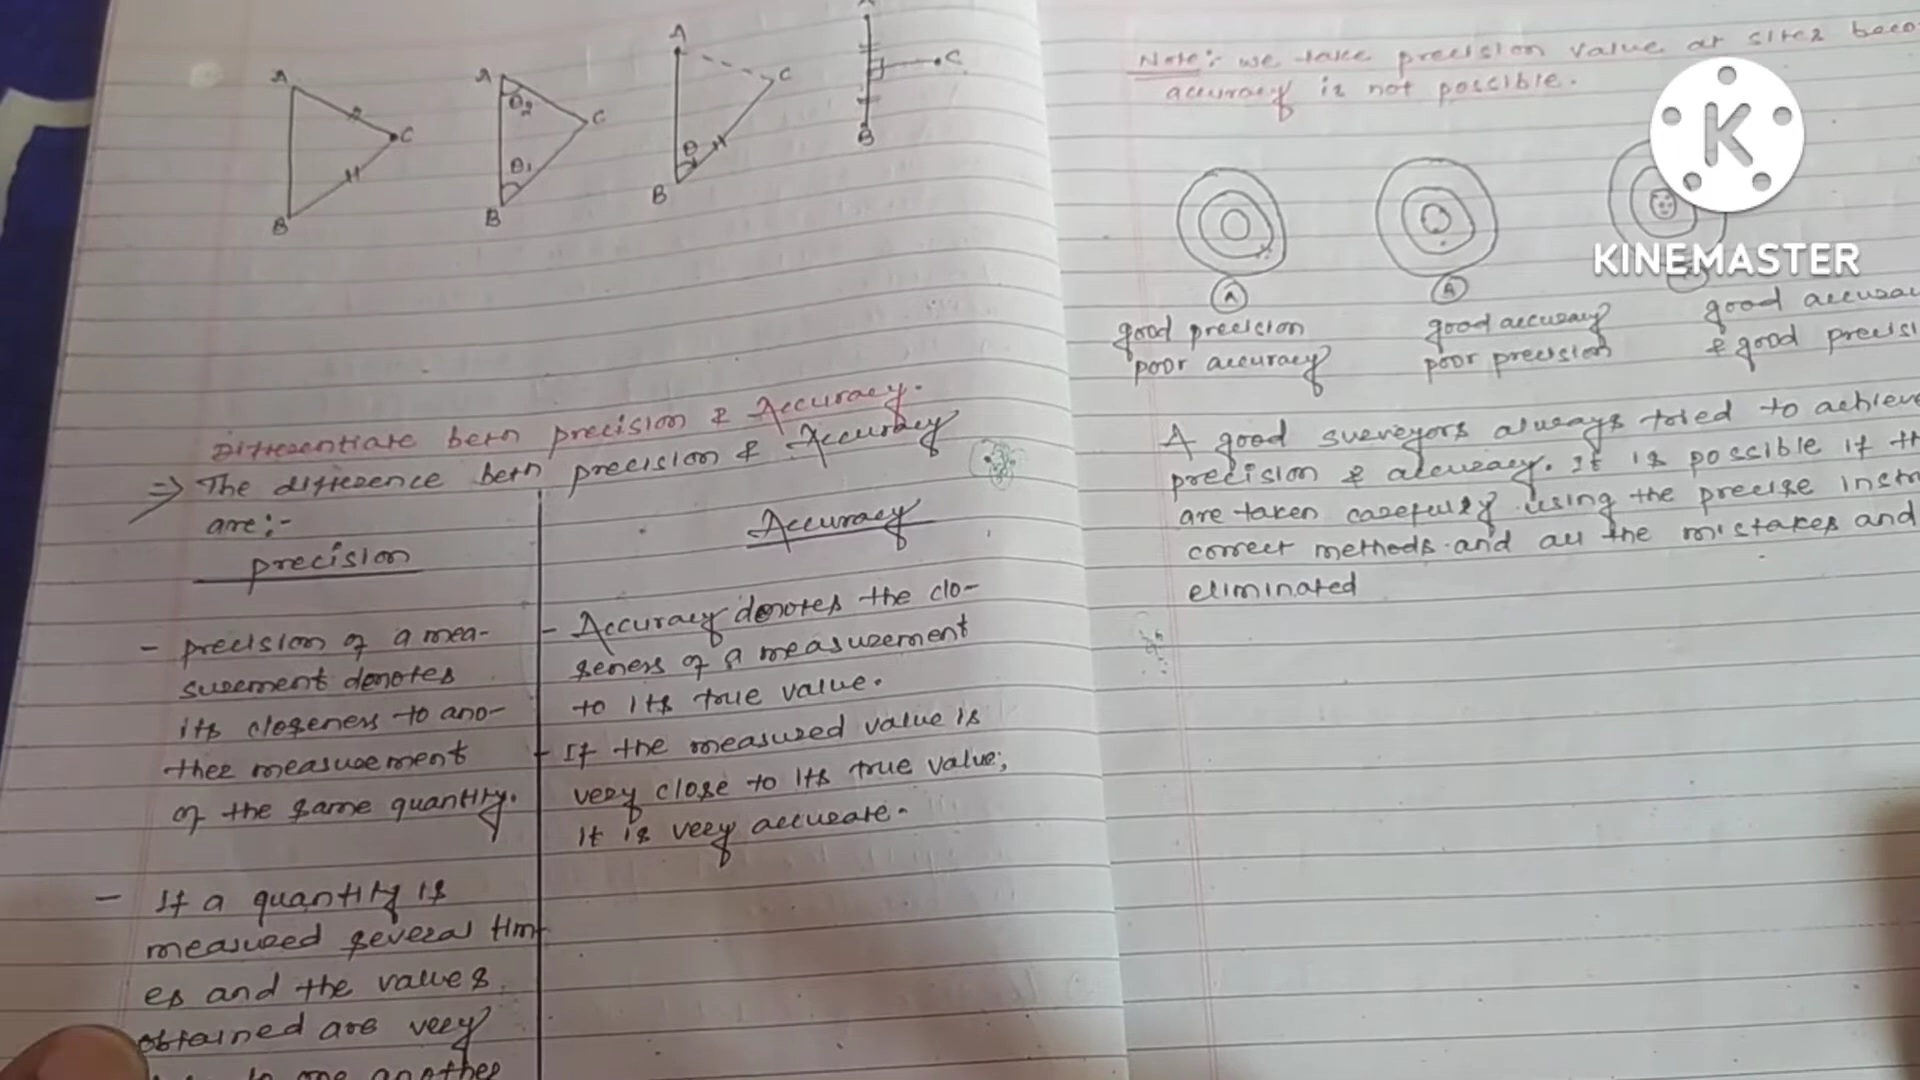 A
C
B
A
θ2
C
θ1
B
A
C
θ
B
C
B
Differentiate betn precision & Accuracy.
⇒ The difference betn precision & Accuracy
are:-
precision
- precision of a mea-
surement denotes
its closeness to ano-
ther measurement
of the same quantity.
- If a quantity is
measured several tim-
es and the values
obtained are very
to one another
Accuracy
- Accuracy denotes the clo-
seness of a measurement
to its true value.
- If the measured value is
very close to its true value,
it is very accurate.
Note: we take precision value at sites
accuracy is not possible.
K
KINEMASTER
A
A
good precision
poor accuracy
good accuracy
poor precision
good
& good
A good surveyors always tried to achieve
precision & accuracy. It is possible if
are taken carefully using the precise
correct methods and all the mistakes and
eliminated